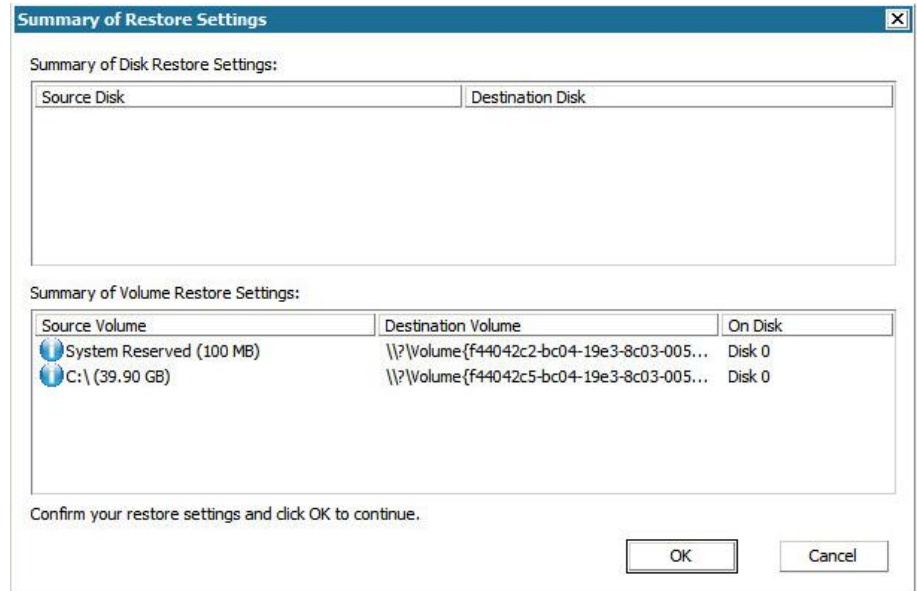 Summary of Restore Settings
Summary of Disk Restore Settings:
Source Disk Destination Disk
Summary of Volume Restore Settings:
Source Volume Destination Volume On Disk
System Reserved (100 MB) \\?\Volume{f44042c2-bc04-19e3-8c03-005... Disk 0
C:\ (39.90 GB) \\?\Volume{f44042c5-bc04-19e3-8c03-005... Disk 0
Confirm your restore settings and click OK to continue.
OK Cancel